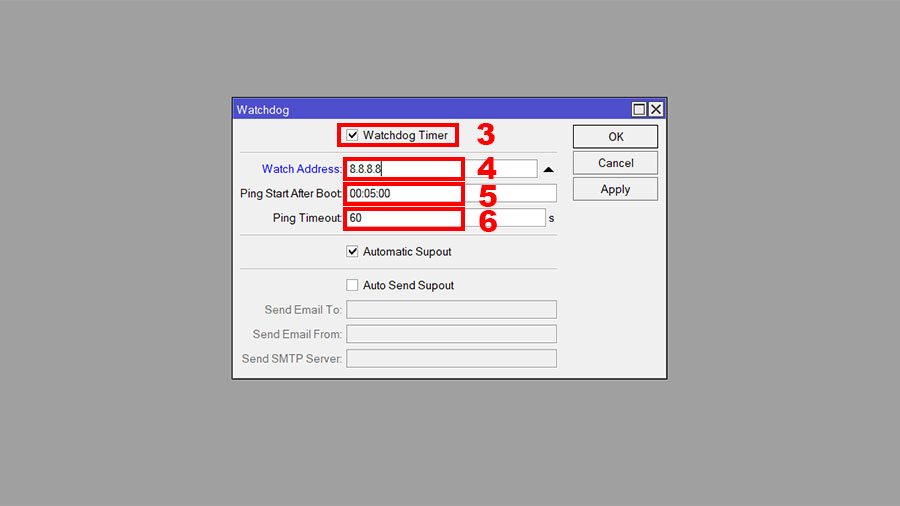 Watchdog
Watchdog Timer 3
OK
Watch Address: 8.8.8.8 4
Cancel
Ping Start After Boot: 00:05:00 5
Apply
Ping Timeout: 60 6 s
Automatic Supout
Auto Send Supout
Send Email To:
Send Email From:
Send SMTP Server: